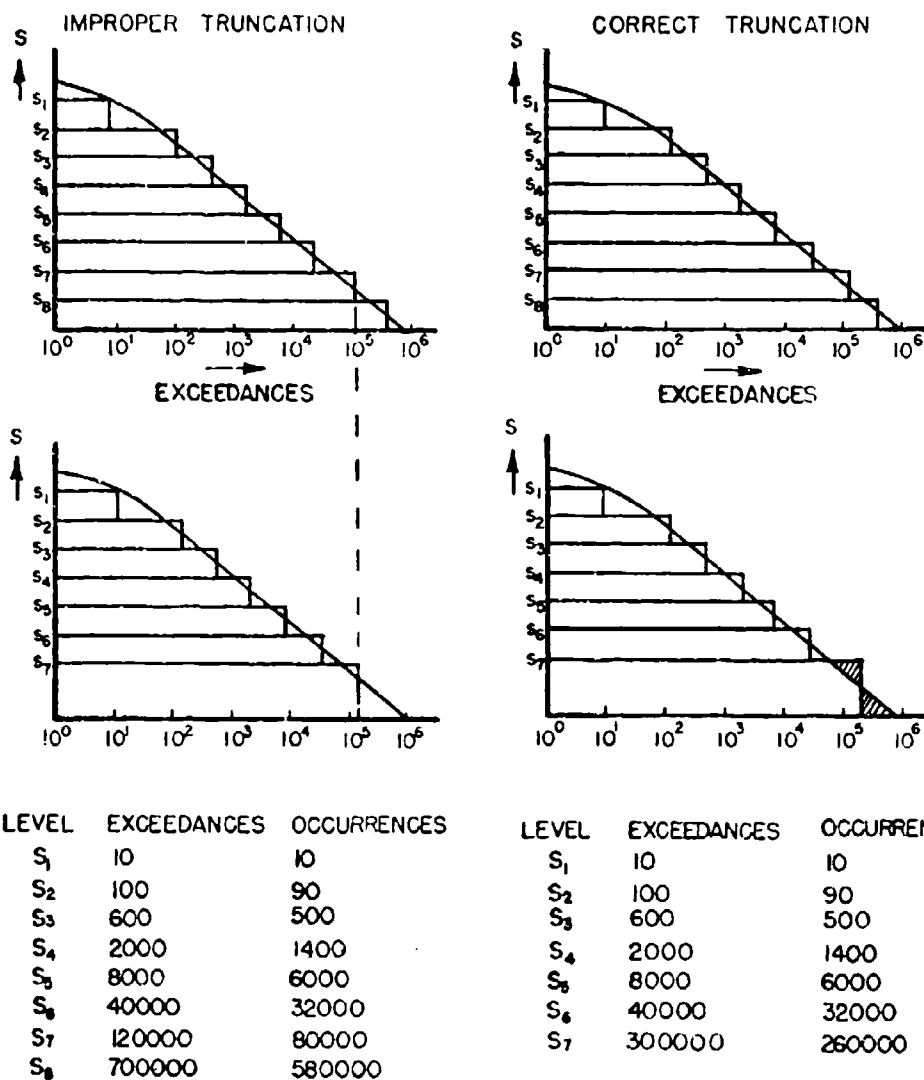 IMPROPER TRUNCATION
CORRECT TRUNCATION
S
S1
S2
S3
S4
S5
S6
S7
S8
10^0 10^1 10^2 10^3 10^4 10^5 10^6
EXCEEDANCES
S
S1
S2
S3
S4
S5
S6
S7
S8
10^0 10^1 10^2 10^3 10^4 10^5 10^6
EXCEEDANCES
S
S1
S2
S3
S4
S5
S6
S7
10^0 10^1 10^2 10^3 10^4 10^5 10^6
S
S1
S2
S3
S4
S5
S6
S7
10^0 10^1 10^2 10^3 10^4 10^5 10^6
LEVEL EXCEEDANCES OCCURRENCES
S1 10 10
S2 100 90
S3 600 500
S4 2000 1400
S5 8000 6000
S6 40000 32000
S7 120000 80000
S8 700000 580000
LEVEL EXCEEDANCES OCCURREN
S1 10 10
S2 100 90
S3 600 500
S4 2000 1400
S5 8000 6000
S6 40000 32000
S7 300000 260000